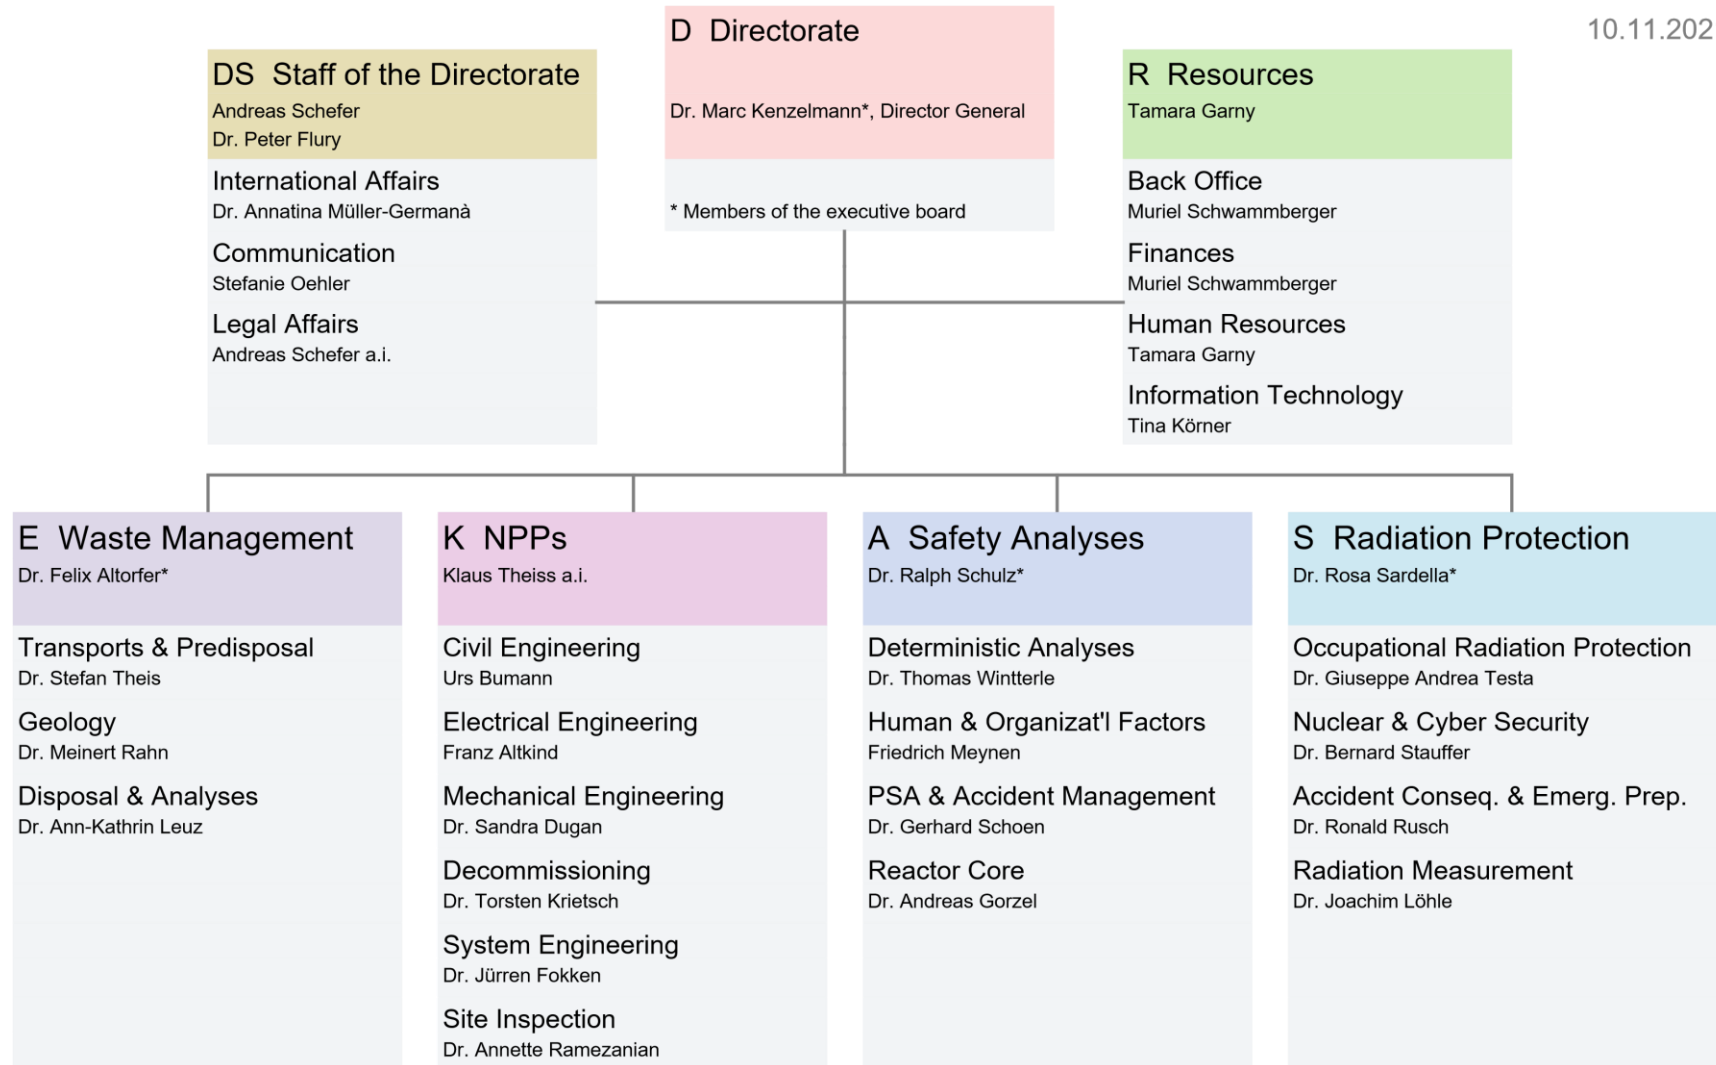 D Directorate
10.11.202
DS Staff of the Directorate
Andreas Schefer
Dr. Peter Flury
Dr. Marc Kenzelmann*, Director General
R Resources
Tamara Garny
International Affairs
Dr. Annatina Müller-Germanà
Communication
Stefanie Oehler
Legal Affairs
Andreas Schefer a.i.
* Members of the executive board
Back Office
Muriel Schwammberger
Finances
Muriel Schwammberger
Human Resources
Tamara Garny
Information Technology
Tina Körner
E Waste Management
Dr. Felix Altorfer*
Transports & Predisposal
Dr. Stefan Theis
Geology
Dr. Meinert Rahn
Disposal & Analyses
Dr. Ann-Kathrin Leuz
K NPPs
Klaus Theiss a.i.
Civil Engineering
Urs Bumann
Electrical Engineering
Franz Altkind
Mechanical Engineering
Dr. Sandra Dugan
Decommissioning
Dr. Torsten Krietsch
System Engineering
Dr. Jürren Fokken
Site Inspection
Dr. Annette Ramezanian
A Safety Analyses
Dr. Ralph Schulz*
Deterministic Analyses
Dr. Thomas Wintterle
Human & Organizat'l Factors
Friedrich Meynen
PSA & Accident Management
Dr. Gerhard Schoen
Reactor Core
Dr. Andreas Gorzel
S Radiation Protection
Dr. Rosa Sardella*
Occupational Radiation Protection
Dr. Giuseppe Andrea Testa
Nuclear & Cyber Security
Dr. Bernard Stauffer
Accident Conseq. & Emerg. Prep.
Dr. Ronald Rusch
Radiation Measurement
Dr. Joachim Löhle